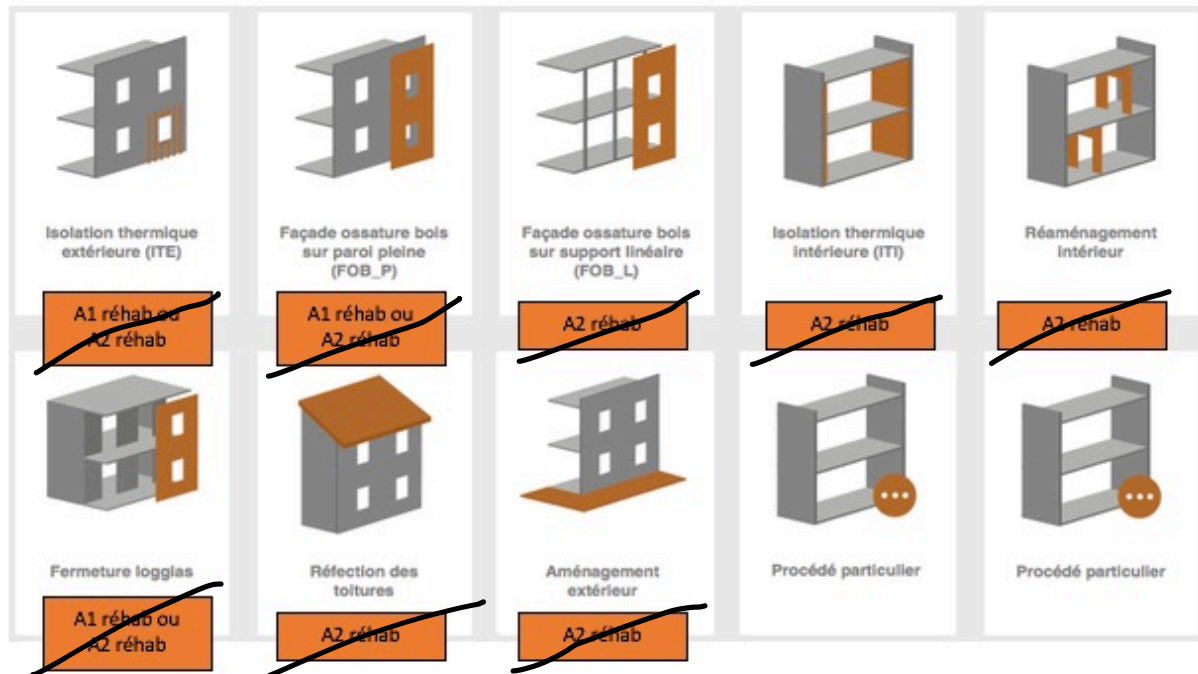 Isolation thermique
extérieure (ITE)
Façade ossature bois
sur paroi pleine
(FOB_P)
Façade ossature bois
sur support linéaire
(FOB_L)
Isolation thermique
intérieure (ITI)
Réaménagement
intérieur
A1 réhab ou
A2 réhab
A1 réhab ou
A2 réhab
A2 réhab
A2 réhab
A2 réhab
Fermeture loggias
Réfection des
toitures
Aménagement
extérieur
Procédé particulier
Procédé particulier
A1 réhab ou
A2 réhab
A2 réhab
A2 réhab